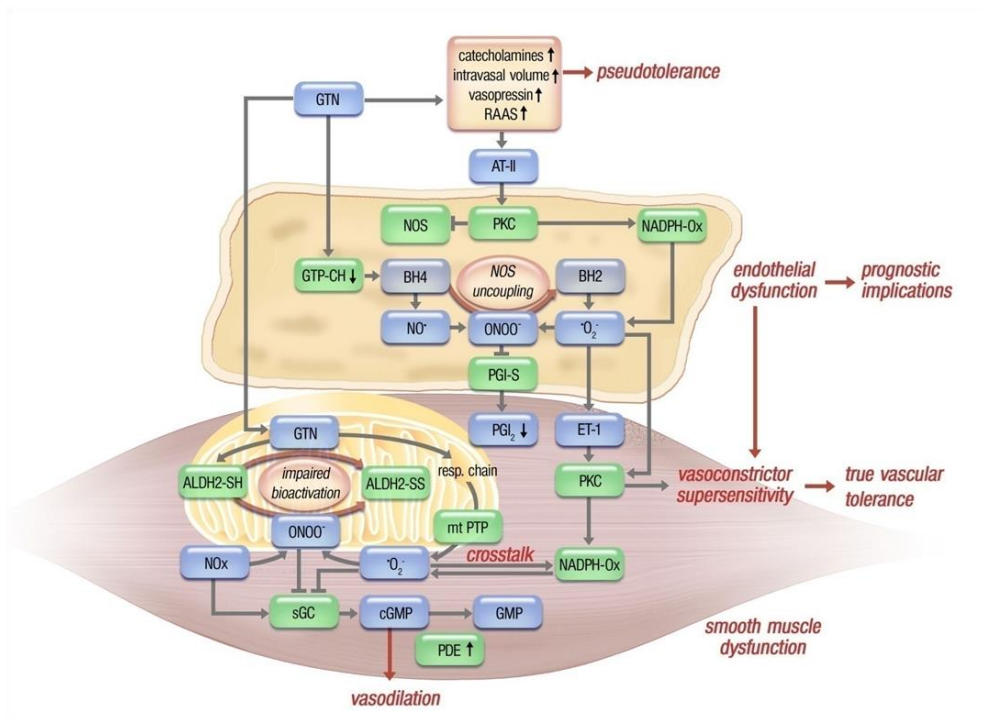 catecholamines ↑
intravasal volume ↑
vasopressin ↑
RAAS ↑
pseudotolerance
GTN
AT-II
NOS
PKC
NADPH-Ox
GTP-CH ↓
BH4
NOS
uncoupling
BH2
endothelial
dysfunction
prognostic
implications
NO•
ONOO⁻
•O₂⁻
PGI-S
PGI₂ ↓
ET-1
GTN
resp. chain
ALDH2-SH
impaired
bioactivation
ALDH2-SS
PKC
vasoconstrictor
supersensitivity
true vascular
tolerance
ONOO⁻
mt PTP
NOx
•O₂⁻
crosstalk
NADPH-Ox
sGC
cGMP
GMP
PDE ↑
smooth muscle
dysfunction
vasodilation